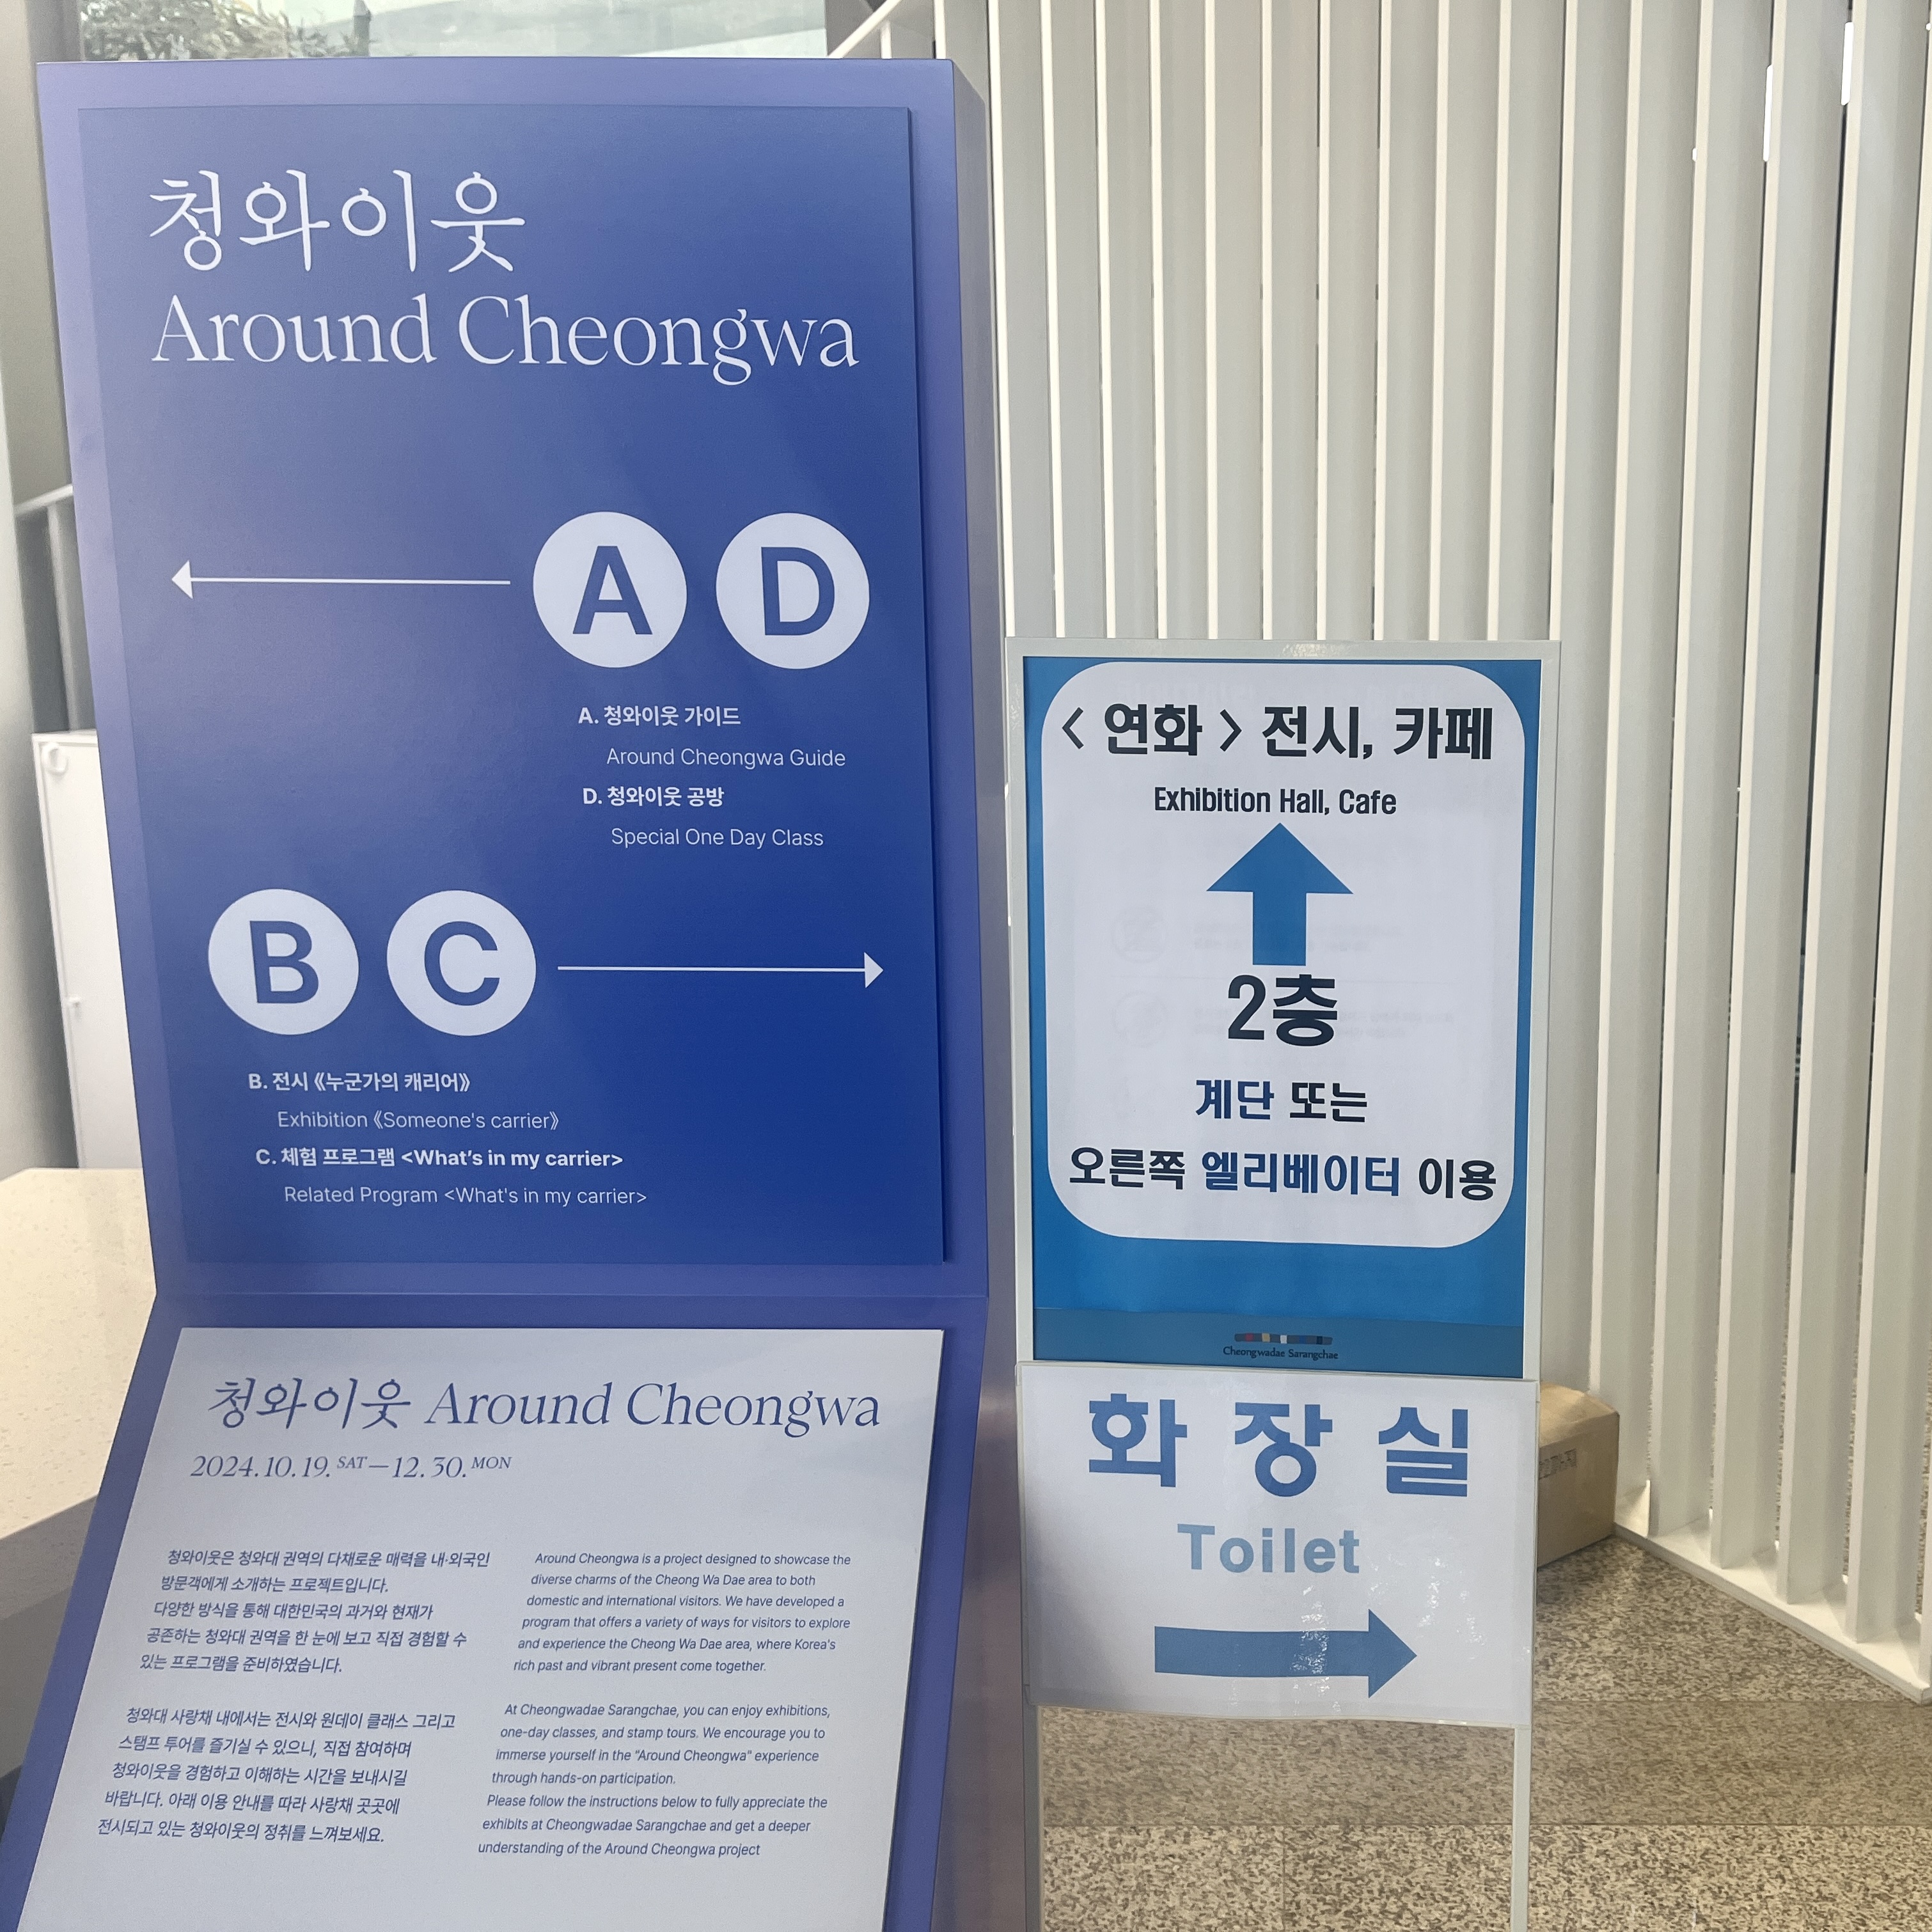 청와이웃
Around Cheongwa
A D
A. 청와이웃 가이드
Around Cheongwa Guide
D. 청와이웃 공방
Special One Day Class
B C
B. 전시 《누군가의 캐리어》
Exhibition 《Someone's carrier》
C. 체험 프로그램 <What's in my carrier>
Related Program <What's in my carrier>
청와이웃 Around Cheongwa
2024.10.19. SAT — 12.30. MON
청와이웃은 청와대 권역의 다채로운 매력을 내·외국인
방문객에게 소개하는 프로젝트입니다.
다양한 방식을 통해 대한민국의 과거와 현재가
공존하는 청와대 권역을 한 눈에 보고 직접 경험할 수
있는 프로그램을 준비하였습니다.
청와대 사랑채 내에서는 전시와 원데이 클래스 그리고
스탬프 투어를 즐기실 수 있으니, 직접 참여하며
청와이웃을 경험하고 이해하는 시간을 보내시길
바랍니다. 아래 이용 안내를 따라 사랑채 곳곳에
전시되고 있는 청와이웃의 정취를 느껴보세요.
Around Cheongwa is a project designed to showcase the
diverse charms of the Cheong Wa Dae area to both
domestic and international visitors. We have developed a
program that offers a variety of ways for visitors to explore
and experience the Cheong Wa Dae area, where Korea's
rich past and vibrant present come together.
At Cheongwadae Sarangchae, you can enjoy exhibitions,
one-day classes, and stamp tours. We encourage you to
immerse yourself in the "Around Cheongwa" experience
through hands-on participation.
Please follow the instructions below to fully appreciate the
exhibits at Cheongwadae Sarangchae and get a deeper
understanding of the Around Cheongwa project
< 연화 > 전시, 카페
Exhibition Hall, Cafe
2층
계단 또는
오른쪽 엘리베이터 이용
Cheongwadae Sarangchae
화장실
Toilet